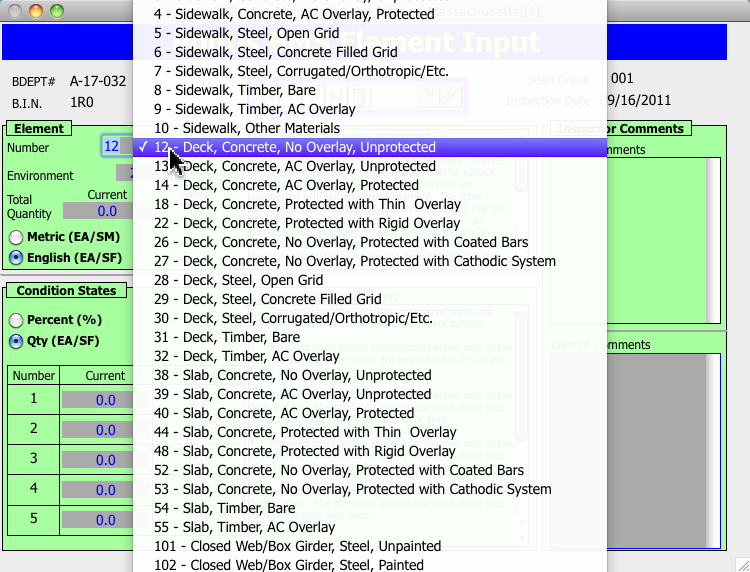 Massachusetts [1]
4 - Sidewalk, Concrete, AC Overlay, Protected
5 - Sidewalk, Steel, Open Grid
Element Input
6 - Sidewalk, Steel, Concrete Filled Grid
7 - Sidewalk, Steel, Corrugated/Orthotropic/Etc.
BDEPT# A-17-032
Span Group 001
8 - Sidewalk, Timber, Bare
B.I.N. 1R0
Inspection Date 09/16/2011
9 - Sidewalk, Timber, AC Overlay
10 - Sidewalk, Other Materials
Element
Inspector Comments
Number 12
✓ 12 - Deck, Concrete, No Overlay, Unprotected
13 - Deck, Concrete, AC Overlay, Unprotected
Environment 2
14 - Deck, Concrete, AC Overlay, Protected
Total Quantity
Current
0.0
18 - Deck, Concrete, Protected with Thin Overlay
22 - Deck, Concrete, Protected with Rigid Overlay
Metric (EA/SM)
26 - Deck, Concrete, No Overlay, Protected with Coated Bars
English (EA/SF)
27 - Deck, Concrete, No Overlay, Protected with Cathodic System
28 - Deck, Steel, Open Grid
Condition States
29 - Deck, Steel, Concrete Filled Grid
Percent (%)
30 - Deck, Steel, Corrugated/Orthotropic/Etc.
31 - Deck, Timber, Bare
Qty (EA/SF)
Current Comments
32 - Deck, Timber, AC Overlay
Number Current
38 - Slab, Concrete, No Overlay, Unprotected
39 - Slab, Concrete, AC Overlay, Unprotected
1 0.0
40 - Slab, Concrete, AC Overlay, Protected
2 0.0
44 - Slab, Concrete, Protected with Thin Overlay
48 - Slab, Concrete, Protected with Rigid Overlay
3 0.0
52 - Slab, Concrete, No Overlay, Protected with Coated Bars
4 0.0
53 - Slab, Concrete, No Overlay, Protected with Cathodic System
54 - Slab, Timber, Bare
5 0.0
55 - Slab, Timber, AC Overlay
101 - Closed Web/Box Girder, Steel, Unpainted
102 - Closed Web/Box Girder, Steel, Painted